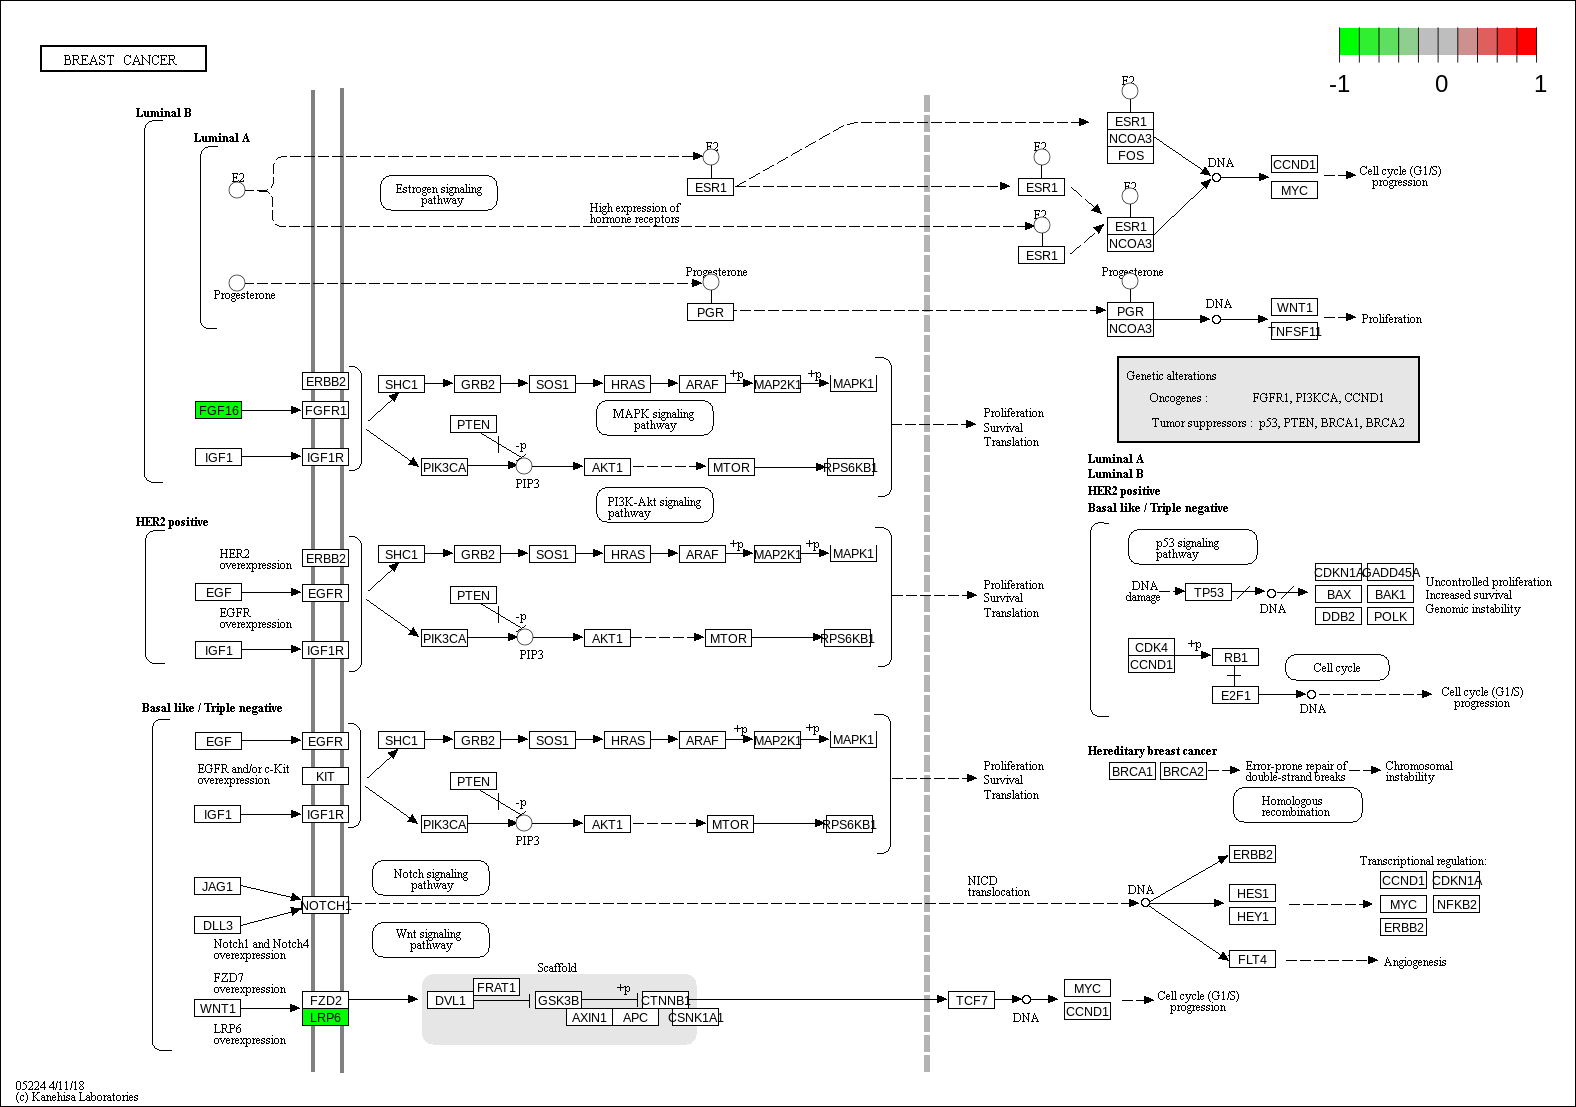 BREAST CANCER
-1 0 1
Luminal B
Luminal A
E2
Estrogen signaling
pathway
High expression of
hormone receptors
E2
ESR1
E2
ESR1
E2
ESR1
E2
ESR1
NCOA3
FOS
E2
ESR1
NCOA3
DNA
CCND1
MYC
Cell cycle (G1/S)
progression
Progesterone
Progesterone
PGR
Progesterone
PGR
NCOA3
DNA
WNT1
TNFSF11
Proliferation
ERBB2
FGF16
FGFR1
IGF1
IGF1R
SHC1
GRB2
SOS1
HRAS
ARAF
+p
MAP2K1
+p
MAPK1
MAPK signaling
pathway
PTEN
-p
PIK3CA
PIP3
AKT1
MTOR
RPS6KB1
PI3K-Akt signaling
pathway
Proliferation
Survival
Translation
Genetic alterations
Oncogenes : FGFR1, PI3KCA, CCND1
Tumor suppressors : p53, PTEN, BRCA1, BRCA2
HER2 positive
HER2
overexpression
ERBB2
EGF
EGFR
EGFR
overexpression
IGF1
IGF1R
SHC1
GRB2
SOS1
HRAS
ARAF
+p
MAP2K1
+p
MAPK1
PTEN
-p
PIK3CA
PIP3
AKT1
MTOR
RPS6KB1
Proliferation
Survival
Translation
Luminal A
Luminal B
HER2 positive
Basal like / Triple negative
p53 signaling
pathway
DNA
damage
TP53
DNA
CDKN1A
GADD45A
BAX
BAK1
DDB2
POLK
Uncontrolled proliferation
Increased survival
Genomic instability
CDK4
CCND1
+p
RB1
E2F1
Cell cycle
DNA
Cell cycle (G1/S)
progression
Basal like / Triple negative
EGF
EGFR
EGFR and/or c-Kit
overexpression
KIT
IGF1
IGF1R
SHC1
GRB2
SOS1
HRAS
ARAF
+p
MAP2K1
+p
MAPK1
PTEN
-p
PIK3CA
PIP3
AKT1
MTOR
RPS6KB1
Proliferation
Survival
Translation
Hereditary breast cancer
BRCA1
BRCA2
Error-prone repair of
double-strand breaks
Chromosomal
instability
Homologous
recombination
JAG1
DLL3
NOTCH1
Notch signaling
pathway
Notch1 and Notch4
overexpression
NICD
translocation
DNA
ERBB2
HES1
HEY1
FLT4
Transcriptional regulation:
CCND1
CDKN1A
MYC
NFKB2
ERBB2
Angiogenesis
Wnt signaling
pathway
FZD7
overexpression
WNT1
FZD2
LRP6
LRP6
overexpression
Scaffold
DVL1
FRAT1
GSK3B
+p
CTNNB1
AXIN1
APC
CSNK1A1
TCF7
DNA
MYC
CCND1
Cell cycle (G1/S)
progression
05224 4/11/18
(c) Kanehisa Laboratories